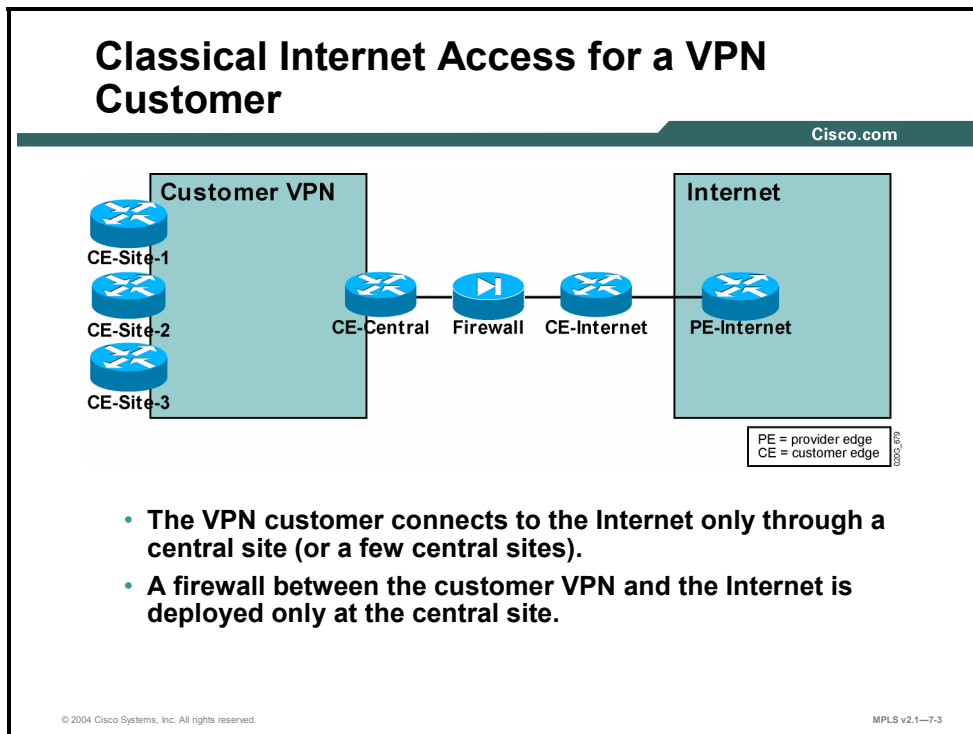 Classical Internet Access for a VPN
Customer
Cisco.com
Customer VPN
Internet
CE-Site-1
CE-Site-2
CE-Site-3
CE-Central
Firewall
CE-Internet
PE-Internet
PE = provider edge
CE = customer edge
020G_679
• The VPN customer connects to the Internet only through a
central site (or a few central sites).
• A firewall between the customer VPN and the Internet is
deployed only at the central site.
© 2004 Cisco Systems, Inc. All rights reserved.
MPLS v2.1—7-3